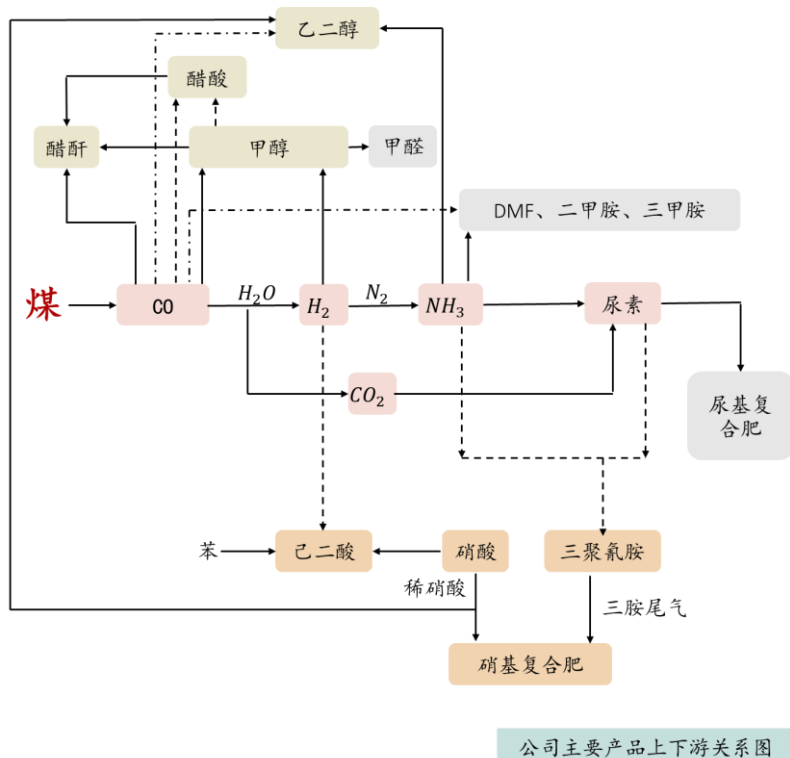 乙二醇
醋酸
醋酐
甲醇
甲醛
DMF、二甲胺、三甲胺
煤
CO
H₂O
H₂
N₂
NH₃
尿素
CO₂
尿基复
合肥
苯
己二酸
硝酸
三聚氰胺
稀硝酸
三胺尾气
硝基复合肥
公司主要产品上下游关系图